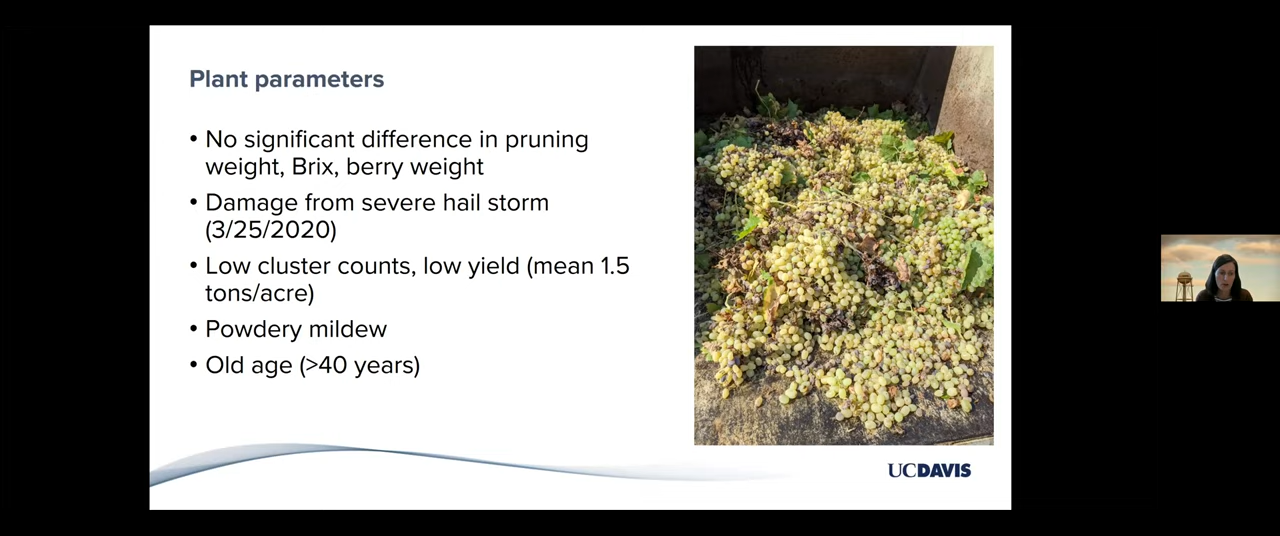 Plant parameters
• No significant difference in pruning
weight, Brix, berry weight
• Damage from severe hail storm
(3/25/2020)
• Low cluster counts, low yield (mean 1.5
tons/acre)
• Powdery mildew
• Old age (>40 years)
UCDAVIS